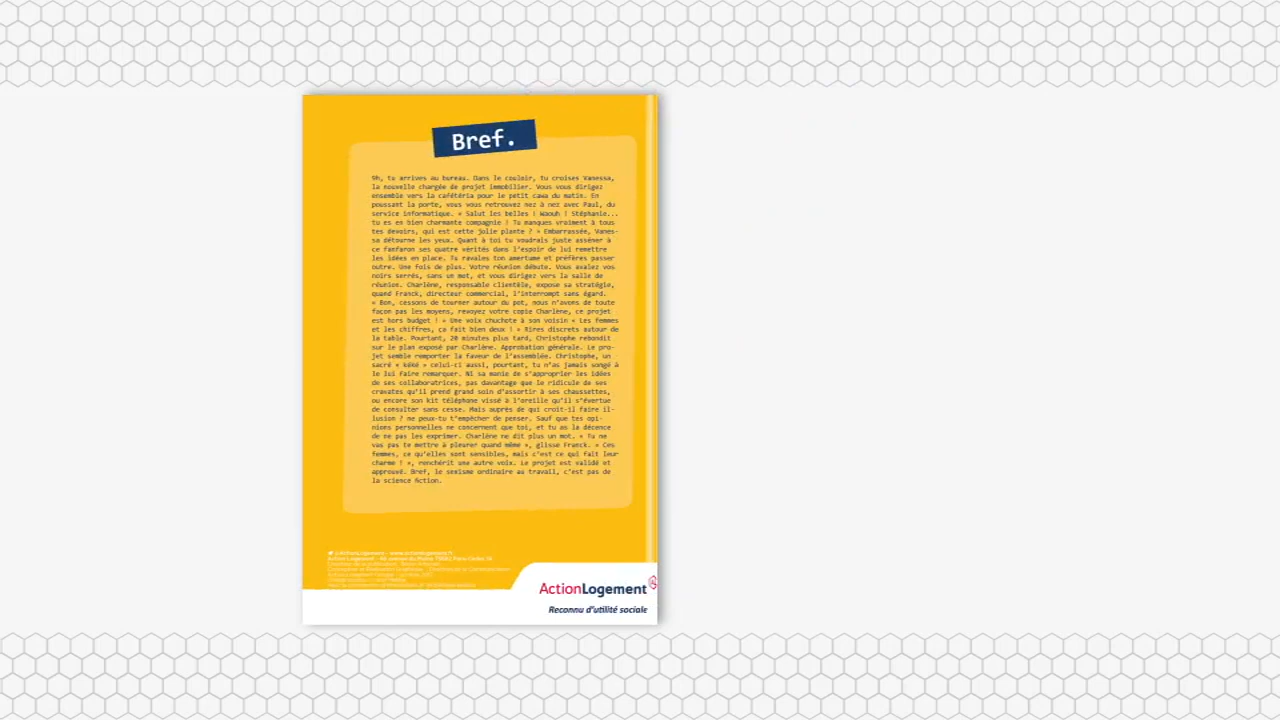 Bref.
9h, tu arrives au bureau. Dans le couloir, tu croises Vanessa,
la nouvelle chargée de projet immobilier. Vous vous dirigez
ensemble vers la cafétéria pour le petit cawa du matin. En
poussant la porte, vous vous retrouvez nez à nez avec Paul, du
service informatique. « Salut les belles ! Waouh ! Stéphanie...
tu es en bien charmante compagnie ! Tu manques vraiment à tous
tes devoirs, qui est cette jolie plante ? » Embarrassée, Vanes-
sa détourne les yeux. Quant à toi tu voudrais juste asséner à
ce fanfaron ses quatre vérités dans l'espoir de lui remettre
les idées en place. Tu ravales ton amertume et préfères passer
outre. Une fois de plus. Votre réunion débute. Vous avalez vos
noirs serrés, sans un mot, et vous dirigez vers la salle de
réunion. Charlène, responsable clientèle, expose sa stratégie,
quand Franck, directeur commercial, l'interrompt sans égard.
« Bon, cessons de tourner autour du pot, nous n'avons de toute
façon pas les moyens, revoyez votre copie Charlène, ce projet
est hors budget ! » Une voix chuchote à son voisin « Les femmes
et les chiffres, ça fait bien deux ! » Rires discrets autour de
la table. Pourtant, 20 minutes plus tard, Christophe rebondit
sur le plan exposé par Charlène. Approbation générale. Le pro-
jet semble remporter la faveur de l'assemblée. Christophe, un
sacré « kéké » celui-ci aussi, pourtant, tu n'as jamais songé à
le lui faire remarquer. Ni sa manie de s'approprier les idées
de ses collaboratrices, pas davantage que le ridicule de ses
cravates qu'il prend grand soin d'assortir à ses chaussettes,
ou encore son kit téléphone vissé à l'oreille qu'il s'évertue
de consulter sans cesse. Mais auprès de qui croit-il faire il-
lusion ? ne peux-tu t'empêcher de penser. Sauf que tes opi-
nions personnelles ne concernent que toi, et tu as la décence
de ne pas les exprimer. Charlène ne dit plus un mot. « Tu ne
vas pas te mettre à pleurer quand même », glisse Franck. « Ces
femmes, ce qu'elles sont sensibles, mais c'est ce qui fait leur
charme ! », renchérit une autre voix. Le projet est validé et
approuvé. Bref, le sexisme ordinaire au travail, c'est pas de
la science fiction.
@ActionLogement - www.actionlogement.fr
ActionLogement
Reconnu d'utilité sociale